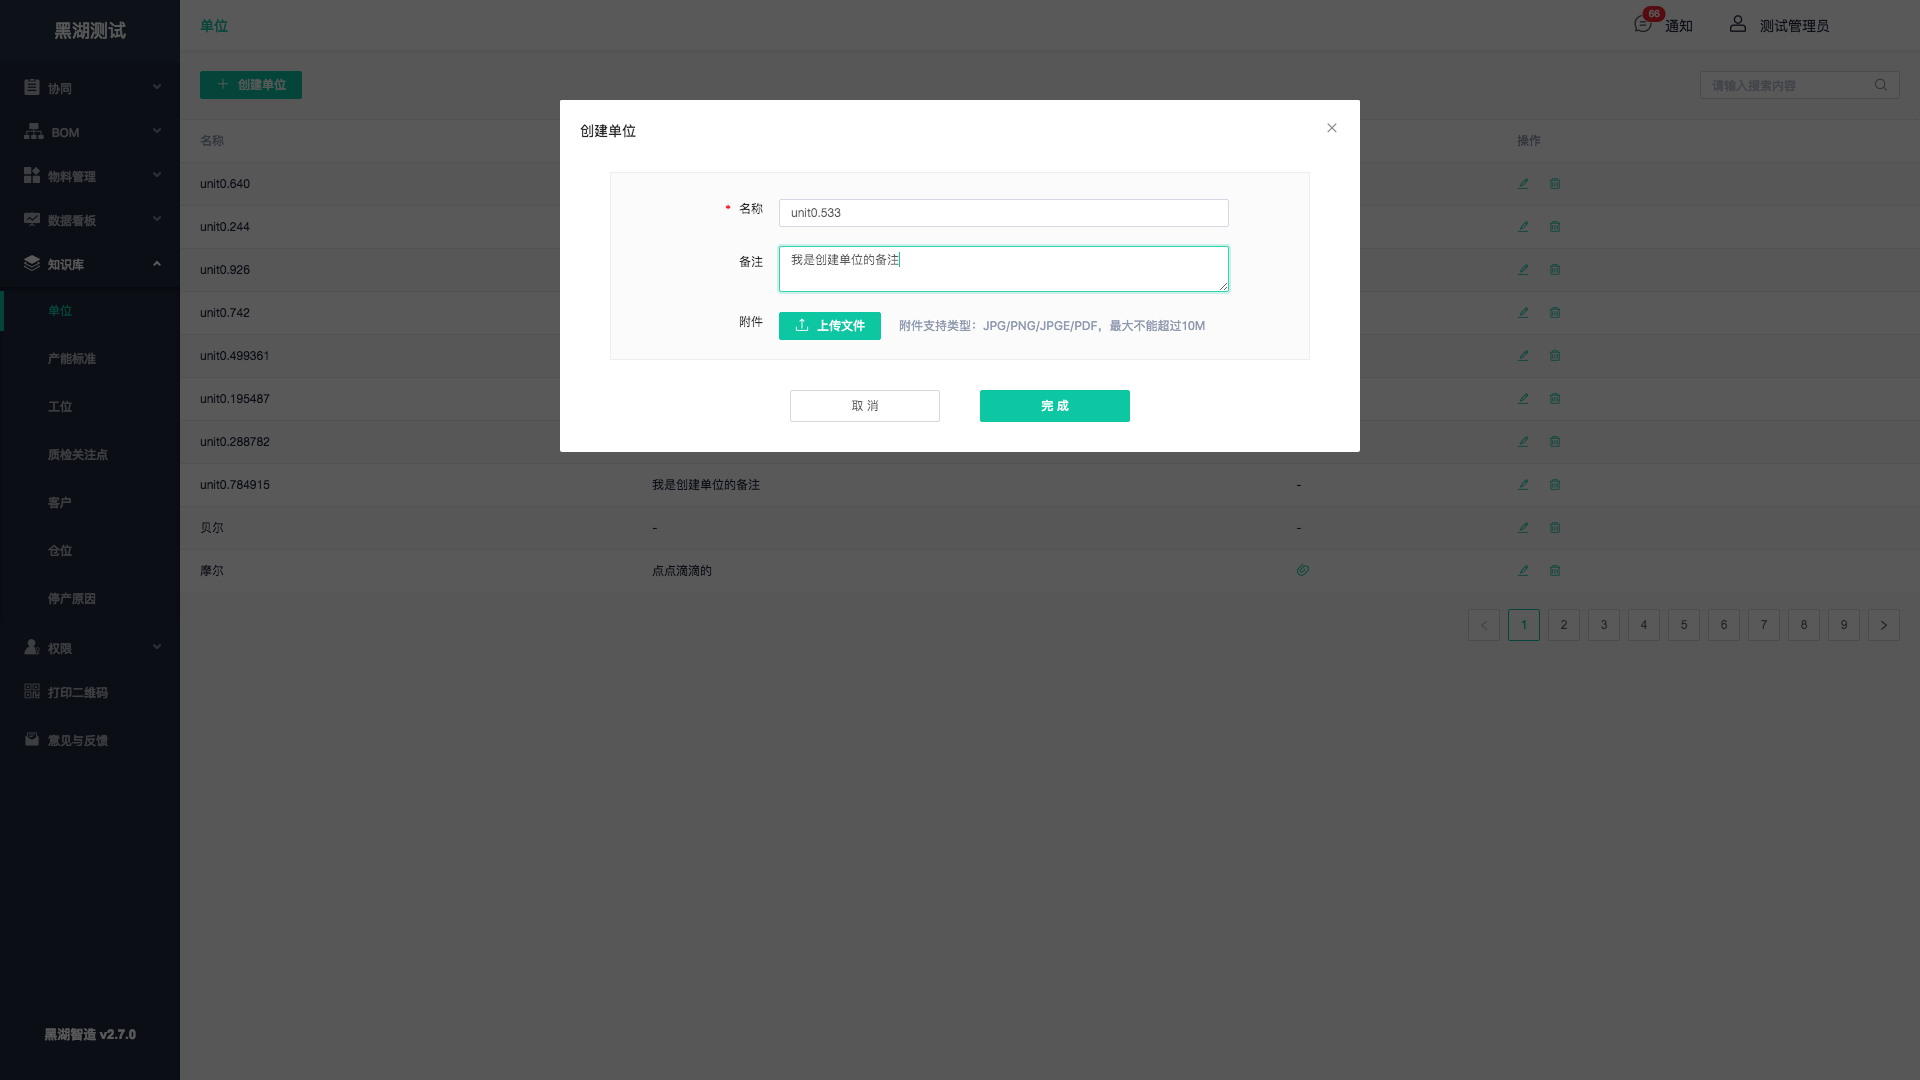 黑湖测试
单位
66
通知
测试管理员
协同
BOM
物料管理
数据看板
知识库
单位
产能标准
工位
质检关注点
客户
仓位
停产原因
权限
打印二维码
意见与反馈
黑湖智造 v2.7.0
创建单位
请输入搜索内容
名称
操作
unit0.640
unit0.244
unit0.926
unit0.742
unit0.499361
unit0.195487
unit0.288782
unit0.784915 我是创建单位的备注 -
贝尔 - -
摩尔 点点滴滴的
1 2 3 4 5 6 7 8 9
创建单位
* 名称 unit0.533
备注 我是创建单位的备注
附件 上传文件 附件支持类型：JPG/PNG/JPGE/PDF，最大不能超过10M
取 消 完 成